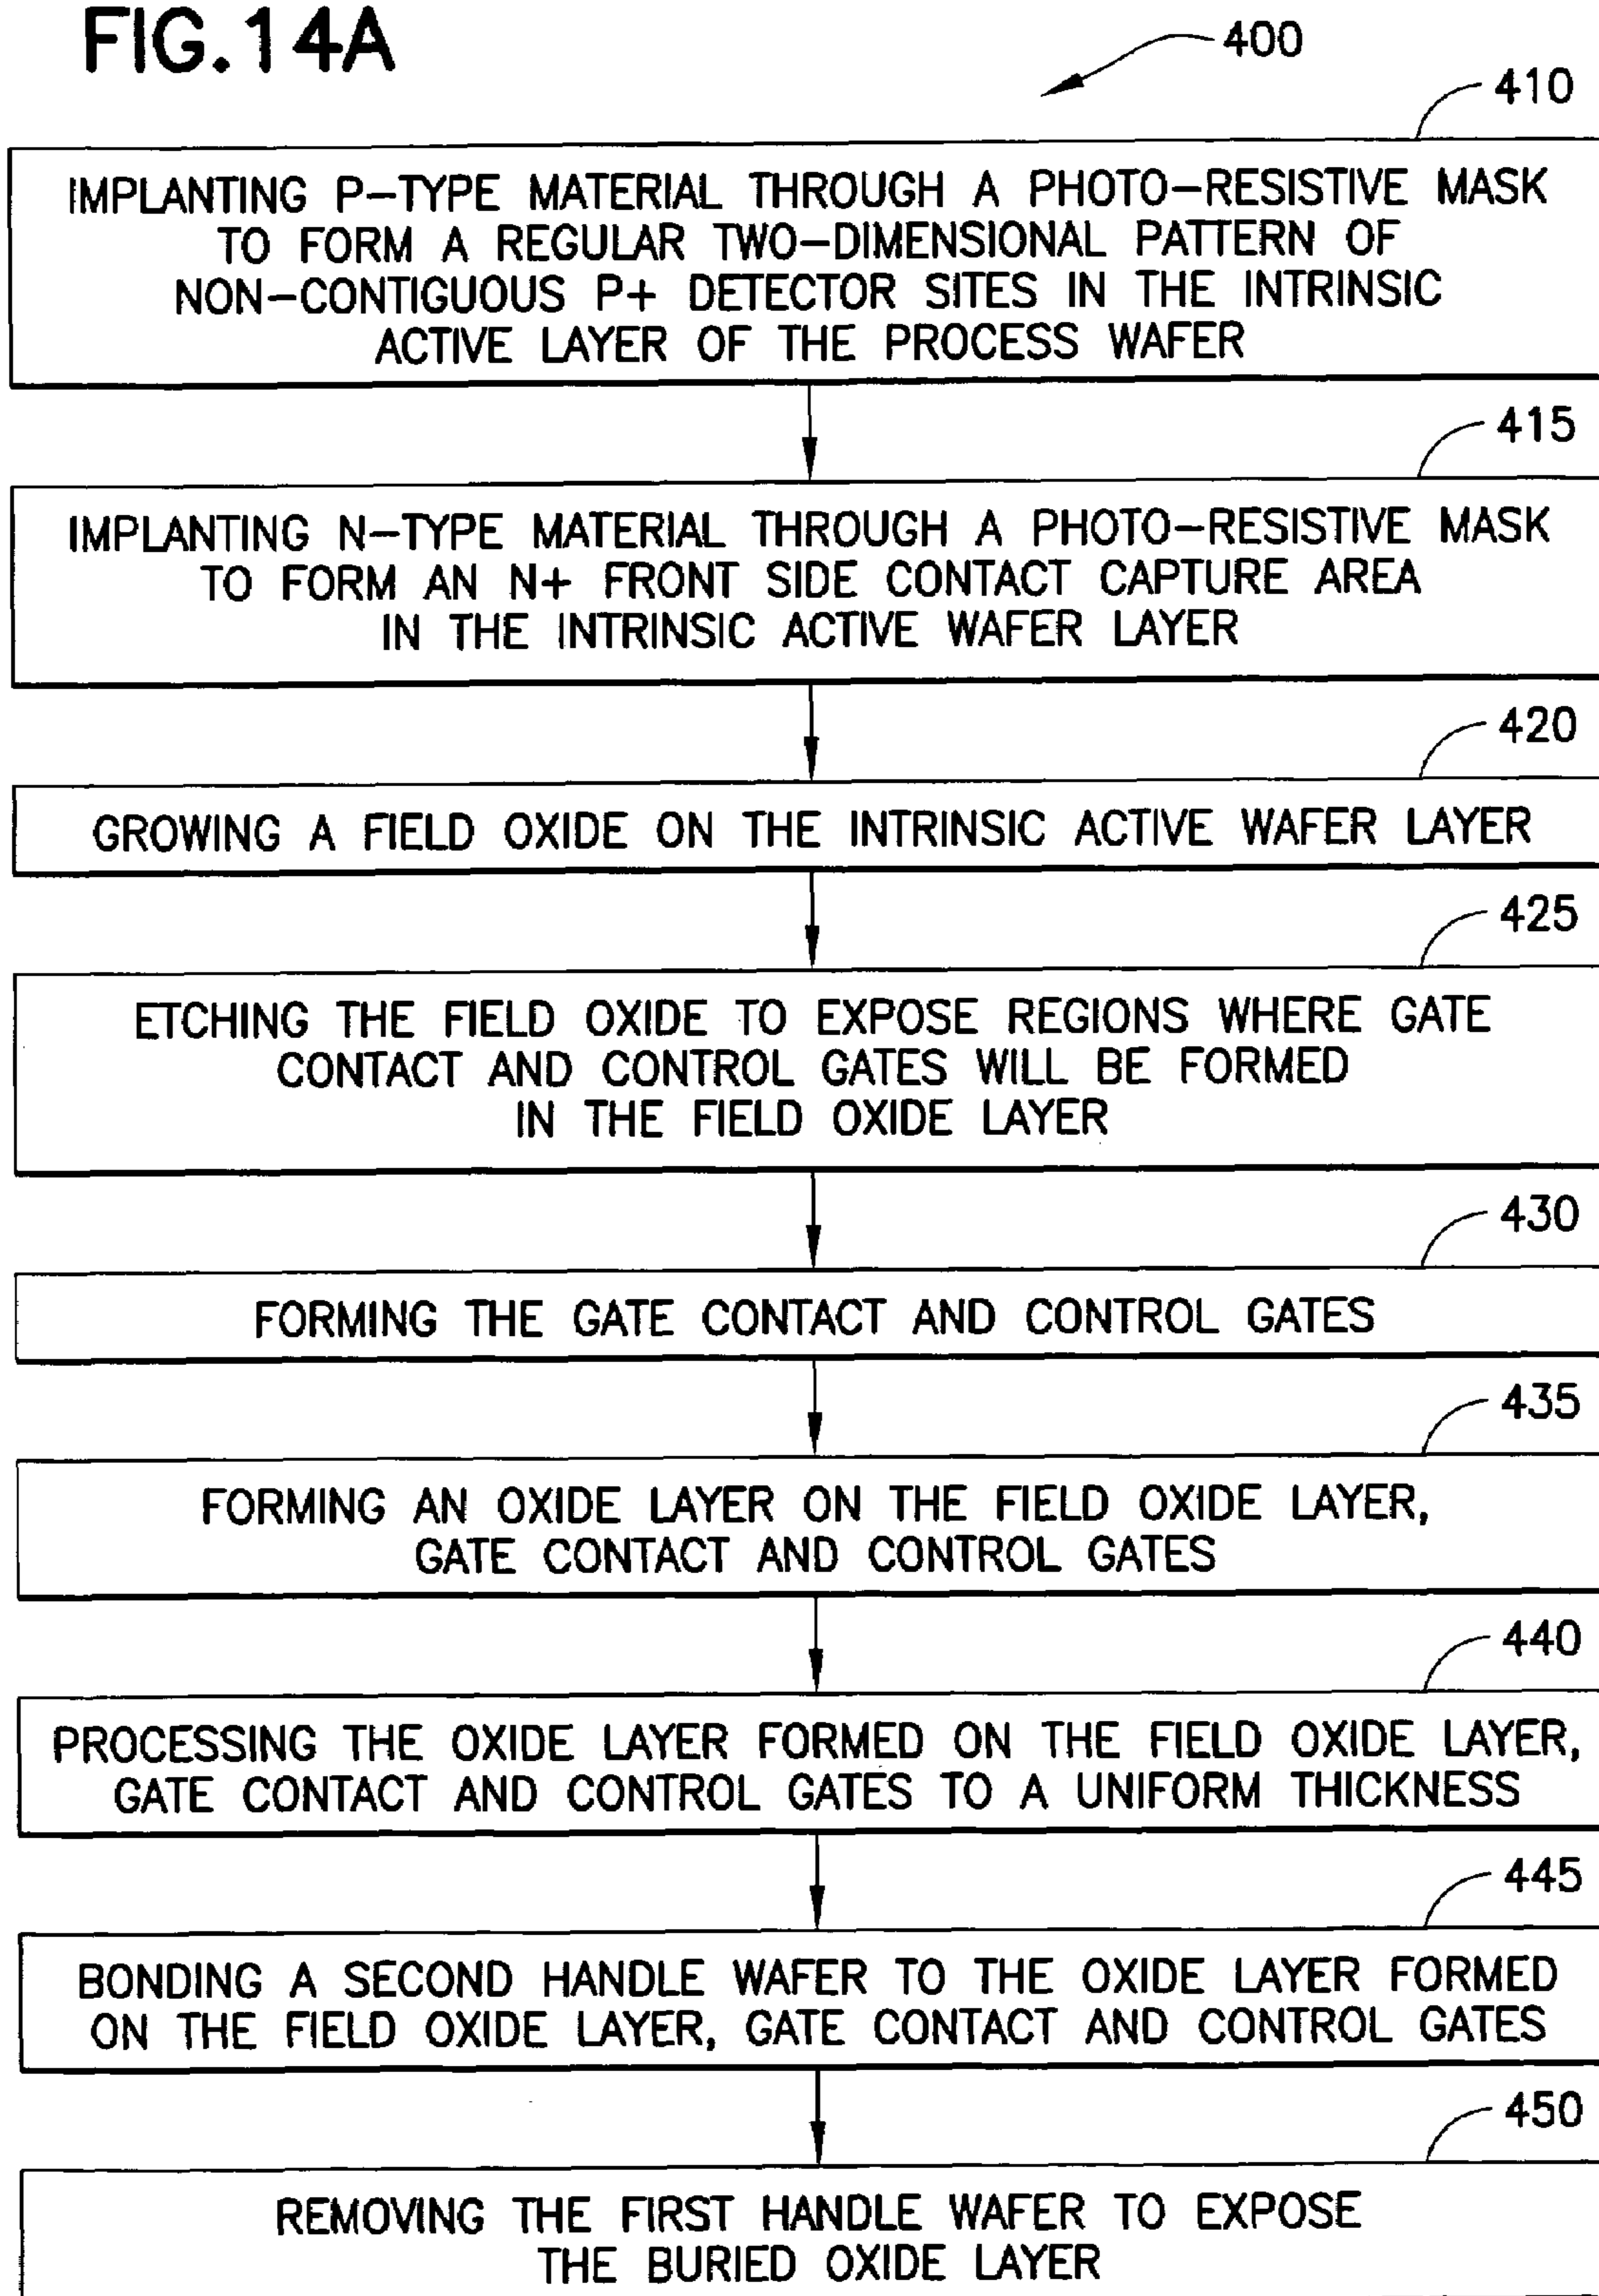 FIG.14A
400
410
IMPLANTING P-TYPE MATERIAL THROUGH A PHOTO-RESISTIVE MASK
TO FORM A REGULAR TWO-DIMENSIONAL PATTERN OF
NON-CONTIGUOUS P+ DETECTOR SITES IN THE INTRINSIC
ACTIVE LAYER OF THE PROCESS WAFER
415
IMPLANTING N-TYPE MATERIAL THROUGH A PHOTO-RESISTIVE MASK
TO FORM AN N+ FRONT SIDE CONTACT CAPTURE AREA
IN THE INTRINSIC ACTIVE WAFER LAYER
420
GROWING A FIELD OXIDE ON THE INTRINSIC ACTIVE WAFER LAYER
425
ETCHING THE FIELD OXIDE TO EXPOSE REGIONS WHERE GATE
CONTACT AND CONTROL GATES WILL BE FORMED
IN THE FIELD OXIDE LAYER
430
FORMING THE GATE CONTACT AND CONTROL GATES
435
FORMING AN OXIDE LAYER ON THE FIELD OXIDE LAYER,
GATE CONTACT AND CONTROL GATES
440
PROCESSING THE OXIDE LAYER FORMED ON THE FIELD OXIDE LAYER,
GATE CONTACT AND CONTROL GATES TO A UNIFORM THICKNESS
445
BONDING A SECOND HANDLE WAFER TO THE OXIDE LAYER FORMED
ON THE FIELD OXIDE LAYER, GATE CONTACT AND CONTROL GATES
450
REMOVING THE FIRST HANDLE WAFER TO EXPOSE
THE BURIED OXIDE LAYER